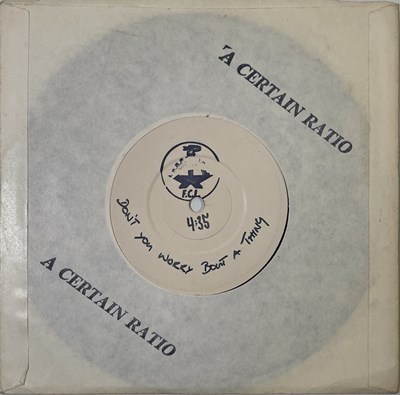 A CERTAIN RATIO
F.C.L.
4:35
DON'T YOU WORRY BOUT A THING
A CERTAIN RATIO